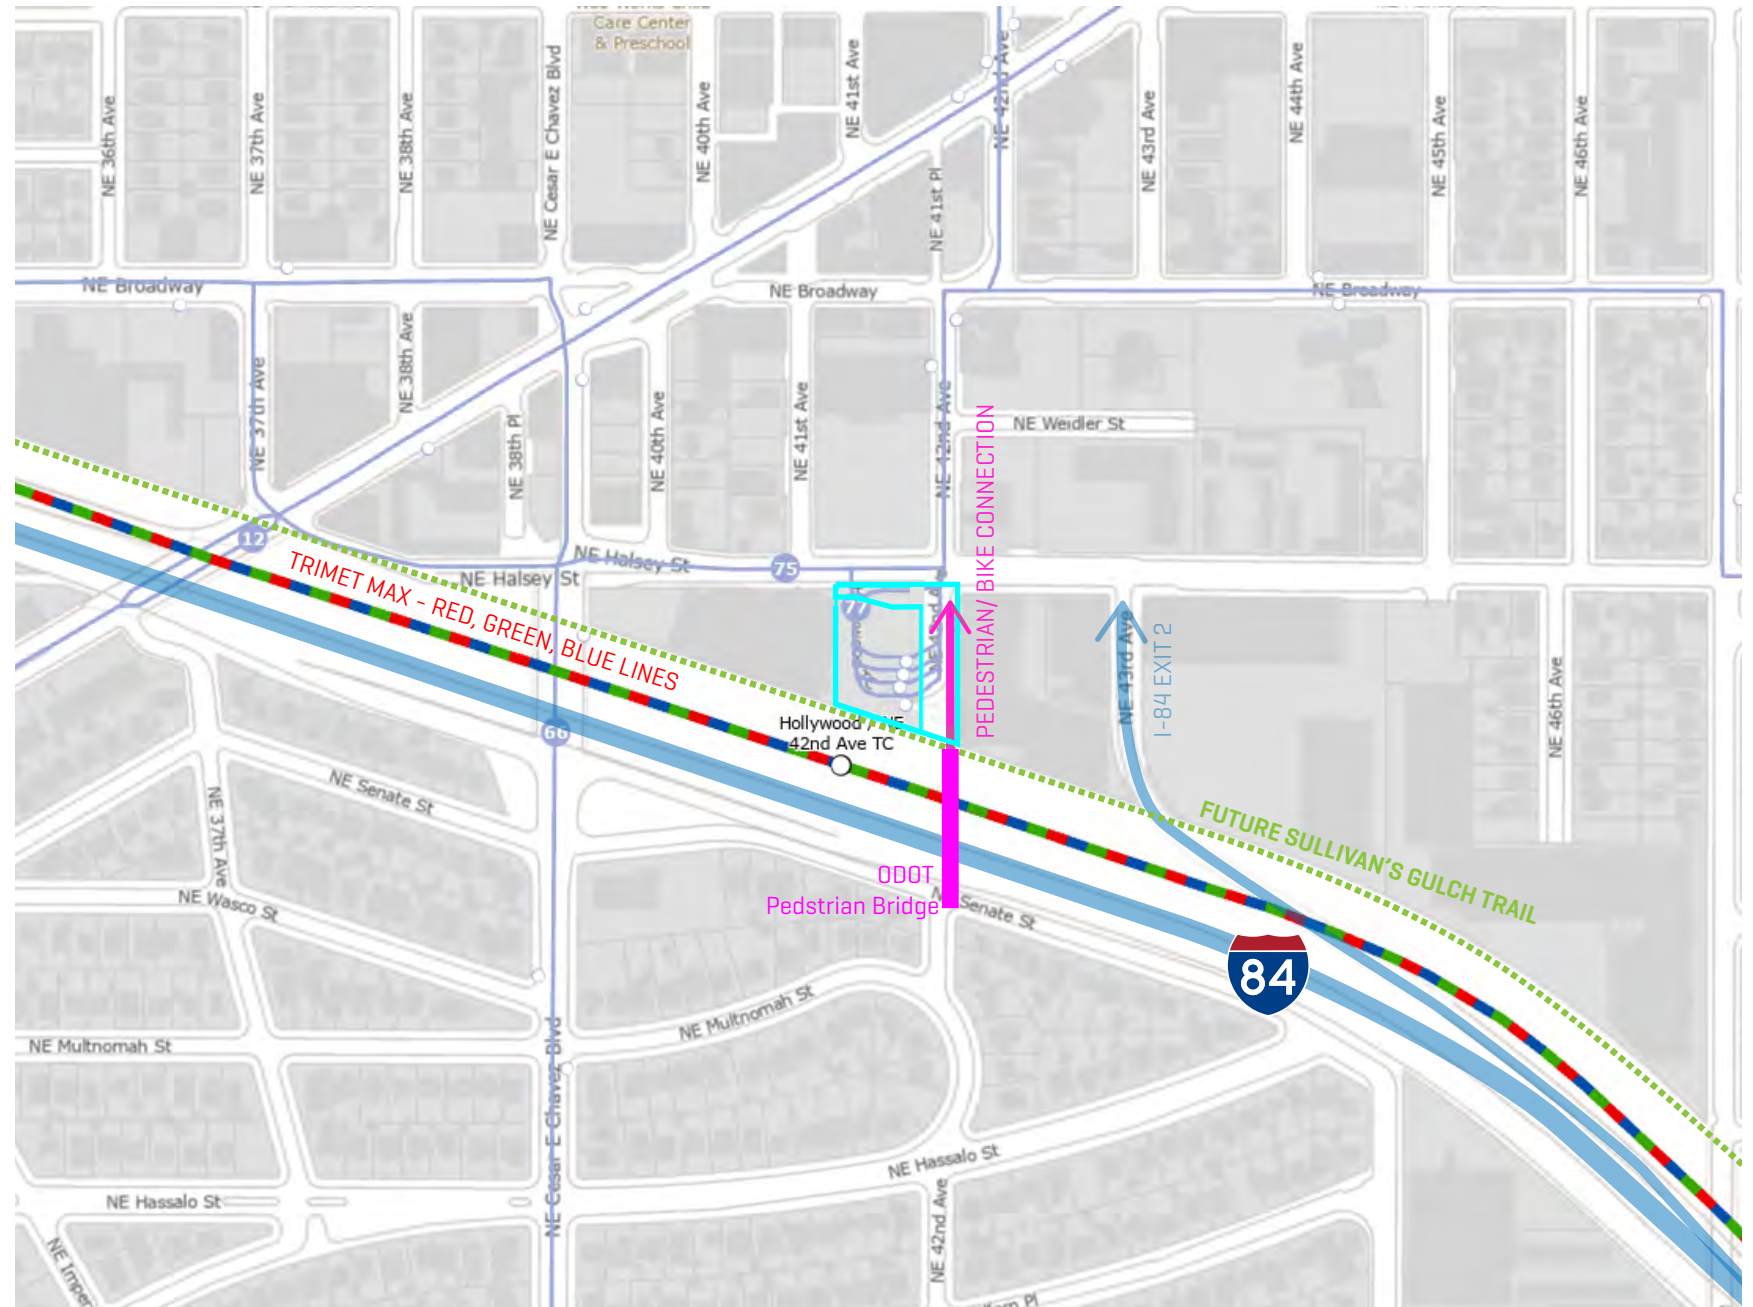 Care Center
& Preschool
NE 36th Ave
NE 37th Ave
NE 38th Ave
NE Cesar E Chavez Blvd
NE 40th Ave
NE 41st Ave
NE 41st Pl
NE 42nd Ave
NE 43rd Ave
NE 44th Ave
NE 45th Ave
NE 46th Ave
NE Broadway
NE Broadway
NE Broadway
NE 37th Ave
NE 38th Ave
NE 38th Pl
NE 40th Ave
NE 41st Ave
NE 42nd Ave
NE Weidler St
PEDESTRIAN/ BIKE CONNECTION
12
TRIMET MAX - RED, GREEN, BLUE LINES
NE Halsey St
NE Halsey St
75
77
NE 43rd Ave
I-84 EXIT 2
NE 46th Ave
66
Hollywood / NE
42nd Ave TC
NE Senate St
NE 37th Ave
FUTURE SULLIVAN'S GULCH TRAIL
ODOT
Pedstrian Bridge
Senate St
NE Wasco St
84
NE Multnomah St
NE Multnomah St
NE Cesar E Chavez Blvd
NE Hassalo St
NE Hassalo St
NE 42nd Ave
NE
Pl